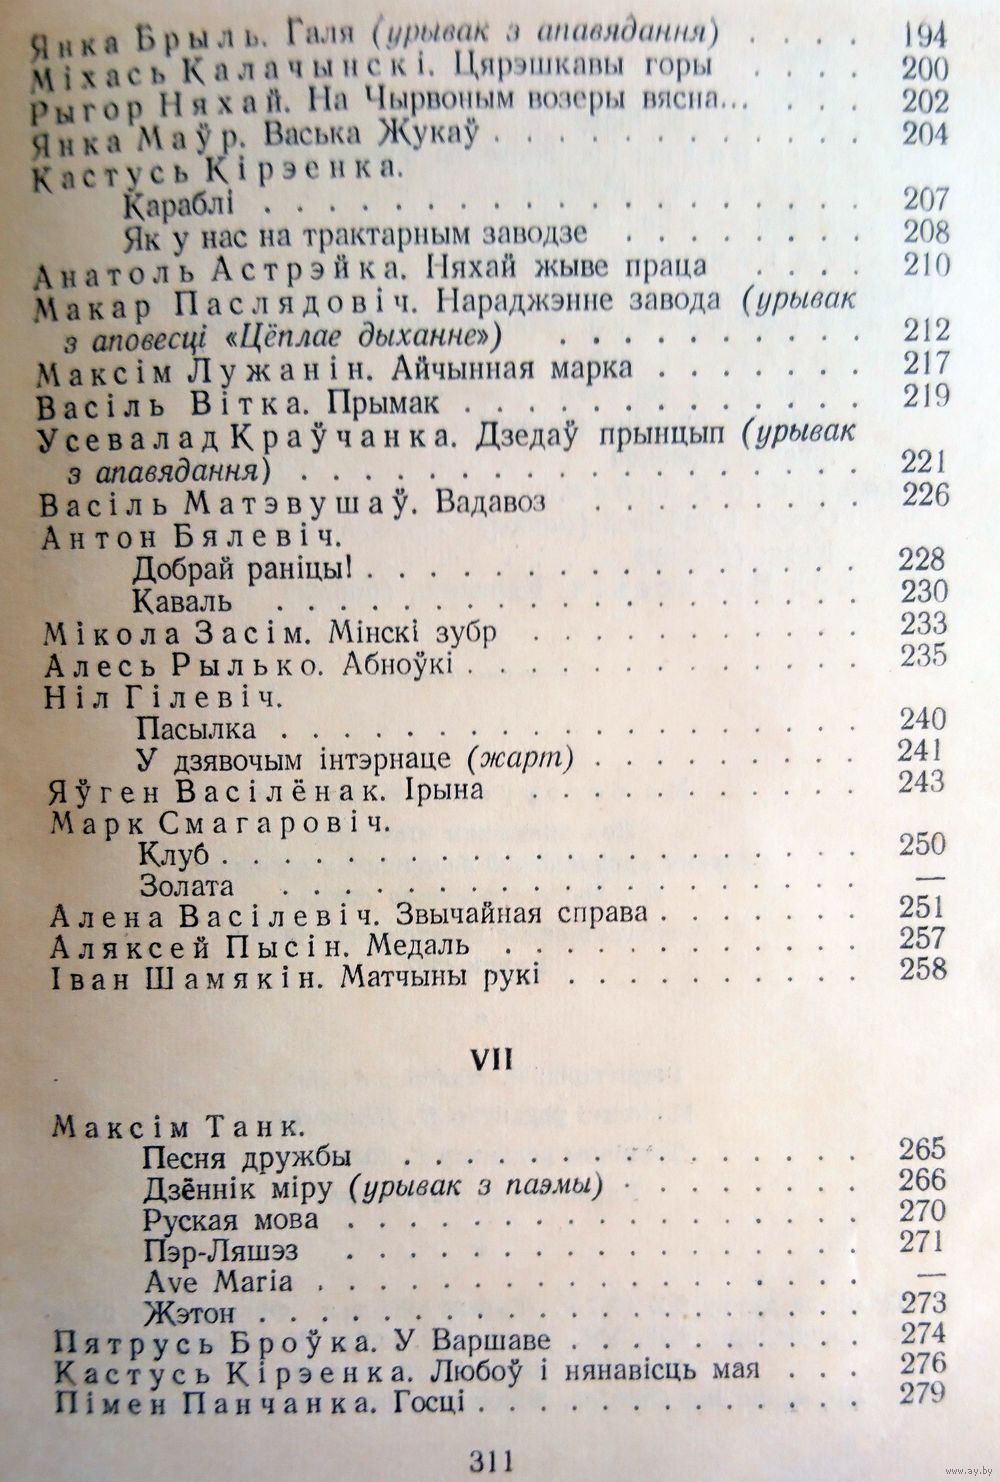 Янка Брыль. Галя (урывак з апавядання) . . . . 194
Міхась Калачынскі. Цярэшкавы горы . . . . 200
Рыгор Няхай. На Чырвоным возеры вясна... . . . . 202
Янка Маўр. Васька Жукаў . . . . . . . . . . . . 204
Кастусь Кірэенка.
Караблі . . . . . . . . . . . . . . . . . . 207
Як у нас на трактарным заводзе . . . . . . . . 208
Анатоль Астрэйка. Няхай жыве праца . . . . 210
Макар Паслядовіч. Нараджэнне завода (урывак
з аповесці «Цёплае дыханне») . . . . . . . . . . 212
Максім Лужанін. Айчынная марка . . . . . . . 217
Васіль Вітка. Прымак . . . . . . . . . . . . . 219
Усевалад Краўчанка. Дзедаў прынцып (урывак
з апавядання) . . . . . . . . . . . . . . . . . . 221
Васіль Матэвушаў. Вадавоз . . . . . . . . . 226
Антон Бялевіч.
Добрай раніцы! . . . . . . . . . . . . . . . . 228
Каваль . . . . . . . . . . . . . . . . . . 230
Мікола Засім. Мінскі зубр . . . . . . . . . . . 233
Алесь Рылько. Абноўкі . . . . . . . . . . . . . 235
Ніл Гілевіч.
Пасылка . . . . . . . . . . . . . . . . . . 240
У дзявочым інтэрнаце (жарт) . . . . . . . . . 241
Яўген Васілёнак. Ірына . . . . . . . . . . . 243
Марк Смагаровіч.
Клуб . . . . . . . . . . . . . . . . . . . . 250
Золата . . . . . . . . . . . . . . . . . . —
Алена Васілевіч. Звычайная справа . . . . . . . 251
Аляксей Пысін. Медаль . . . . . . . . . . . . 257
Іван Шамякін. Матчыны рукі . . . . . . . . . . 258
VII
Максім Танк.
Песня дружбы . . . . . . . . . . . . . . 265
Дзённік міру (урывак з паэмы) . . . . . . . . 266
Руская мова . . . . . . . . . . . . . . . . 270
Пэр-Ляшэз . . . . . . . . . . . . . . . . 271
Ave Maria . . . . . . . . . . . . . . . . . —
Жэтон . . . . . . . . . . . . . . . . . . . 273
Пятрусь Броўка. У Варшаве . . . . . . . . . . 274
Кастусь Кірэенка. Любоў і нянавісць мая . . . 276
Пімен Панчанка. Госці . . . . . . . . . . . . . 279
311
www.ay.by